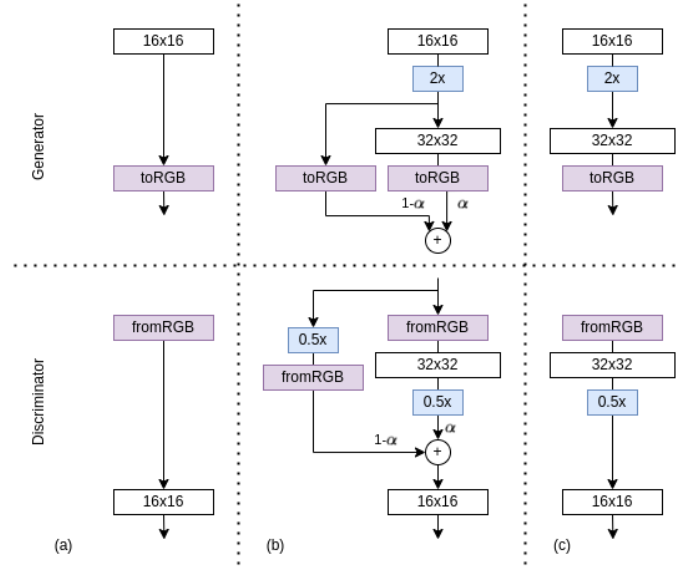 Generator
16x16
toRGB
16x16
2x
32x32
toRGB
toRGB
1-α
α
+
16x16
2x
32x32
toRGB
Discriminator
fromRGB
16x16
(a)
fromRGB
0.5x
32x32
fromRGB
0.5x
α
1-α
+
16x16
(b)
fromRGB
32x32
0.5x
16x16
(c)